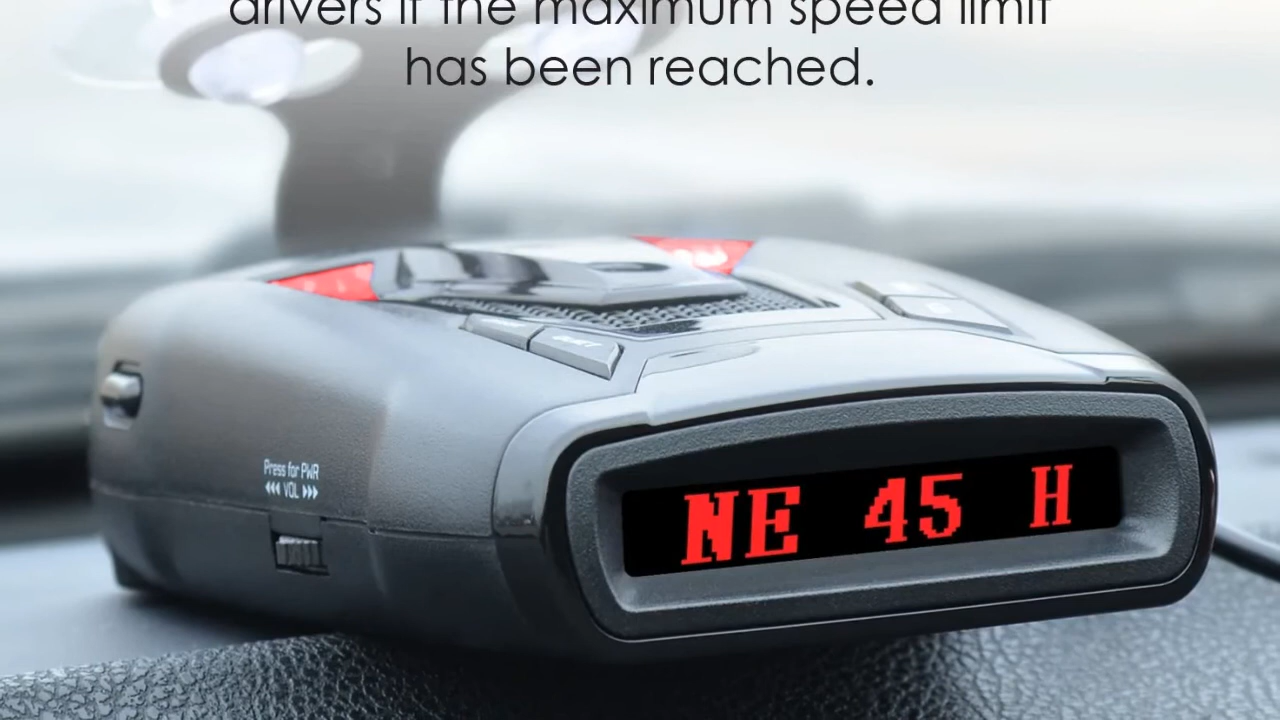 drivers if the maximum speed limit
has been reached.
Press for PWR
VOL
NE 45 H